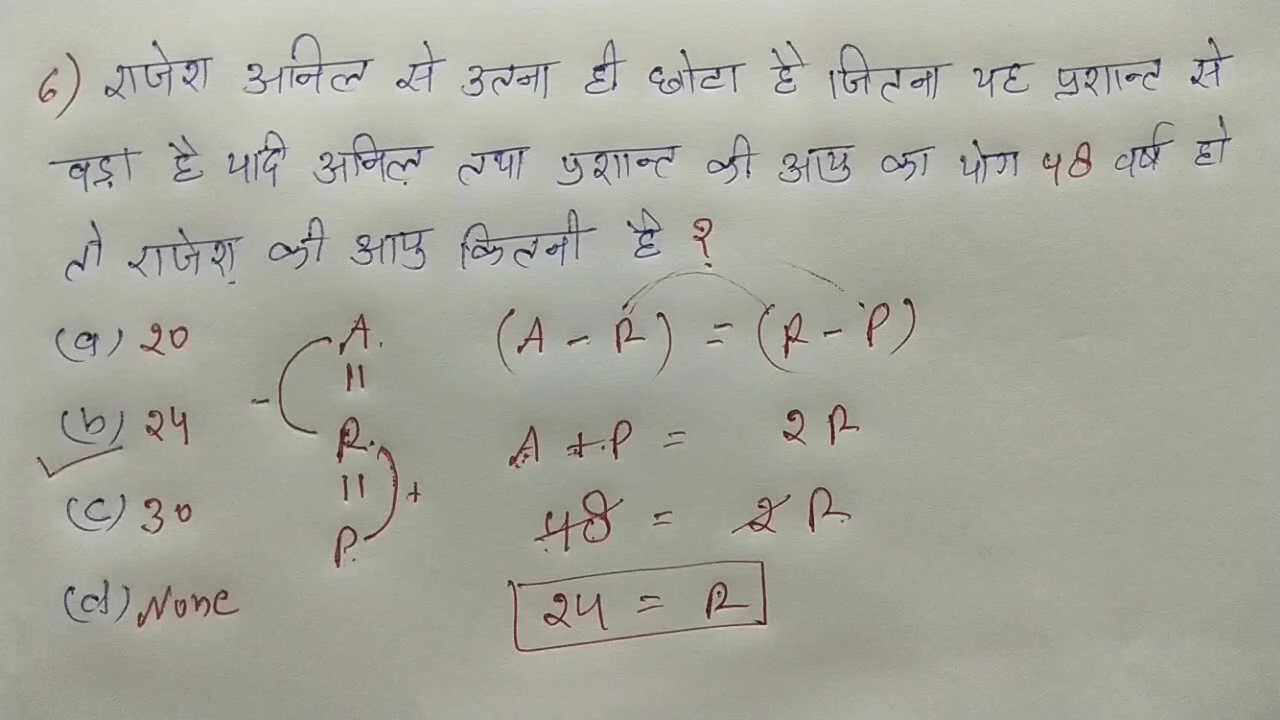 6) राजेश अनिल से उतना ही छोटा है जितना यह प्रशान्त से
बड़ा है यदि अनिल तथा प्रशान्त की आयु का योग 48 वर्ष हो
तो राजेश की आयु कितनी है ?
(a) 20
(b) 24
(c) 30
(d) None
A
=
R
=
P
-
+
(A - R) = (R - P)
A + P = 2R
48 = 2R
24 = R